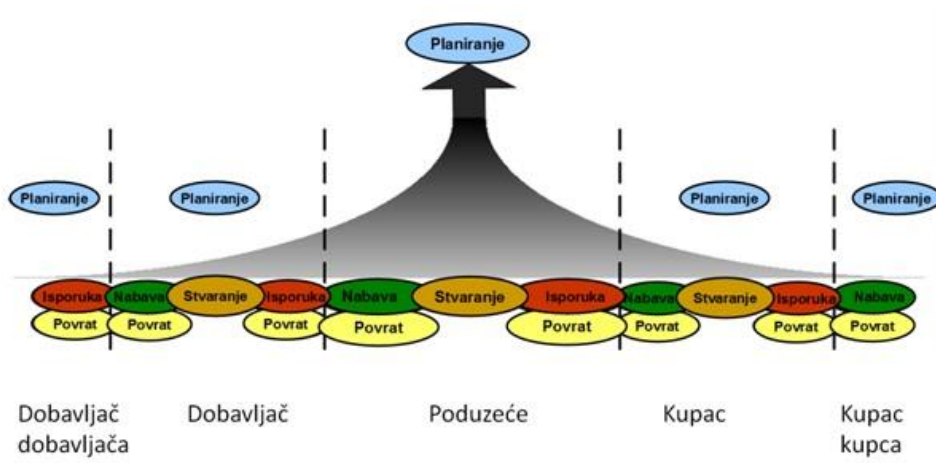 Planiranje
Planiranje Planiranje Planiranje Planiranje
Isporuka Nabava Stvaranje Isporuka Nabava Stvaranje Isporuka Nabava Stvaranje Isporuka Nabava
Povrat Povrat Povrat Povrat Povrat Povrat Povrat Povrat
Dobavljač Dobavljač Poduzeće Kupac Kupac
dobavljača kupca